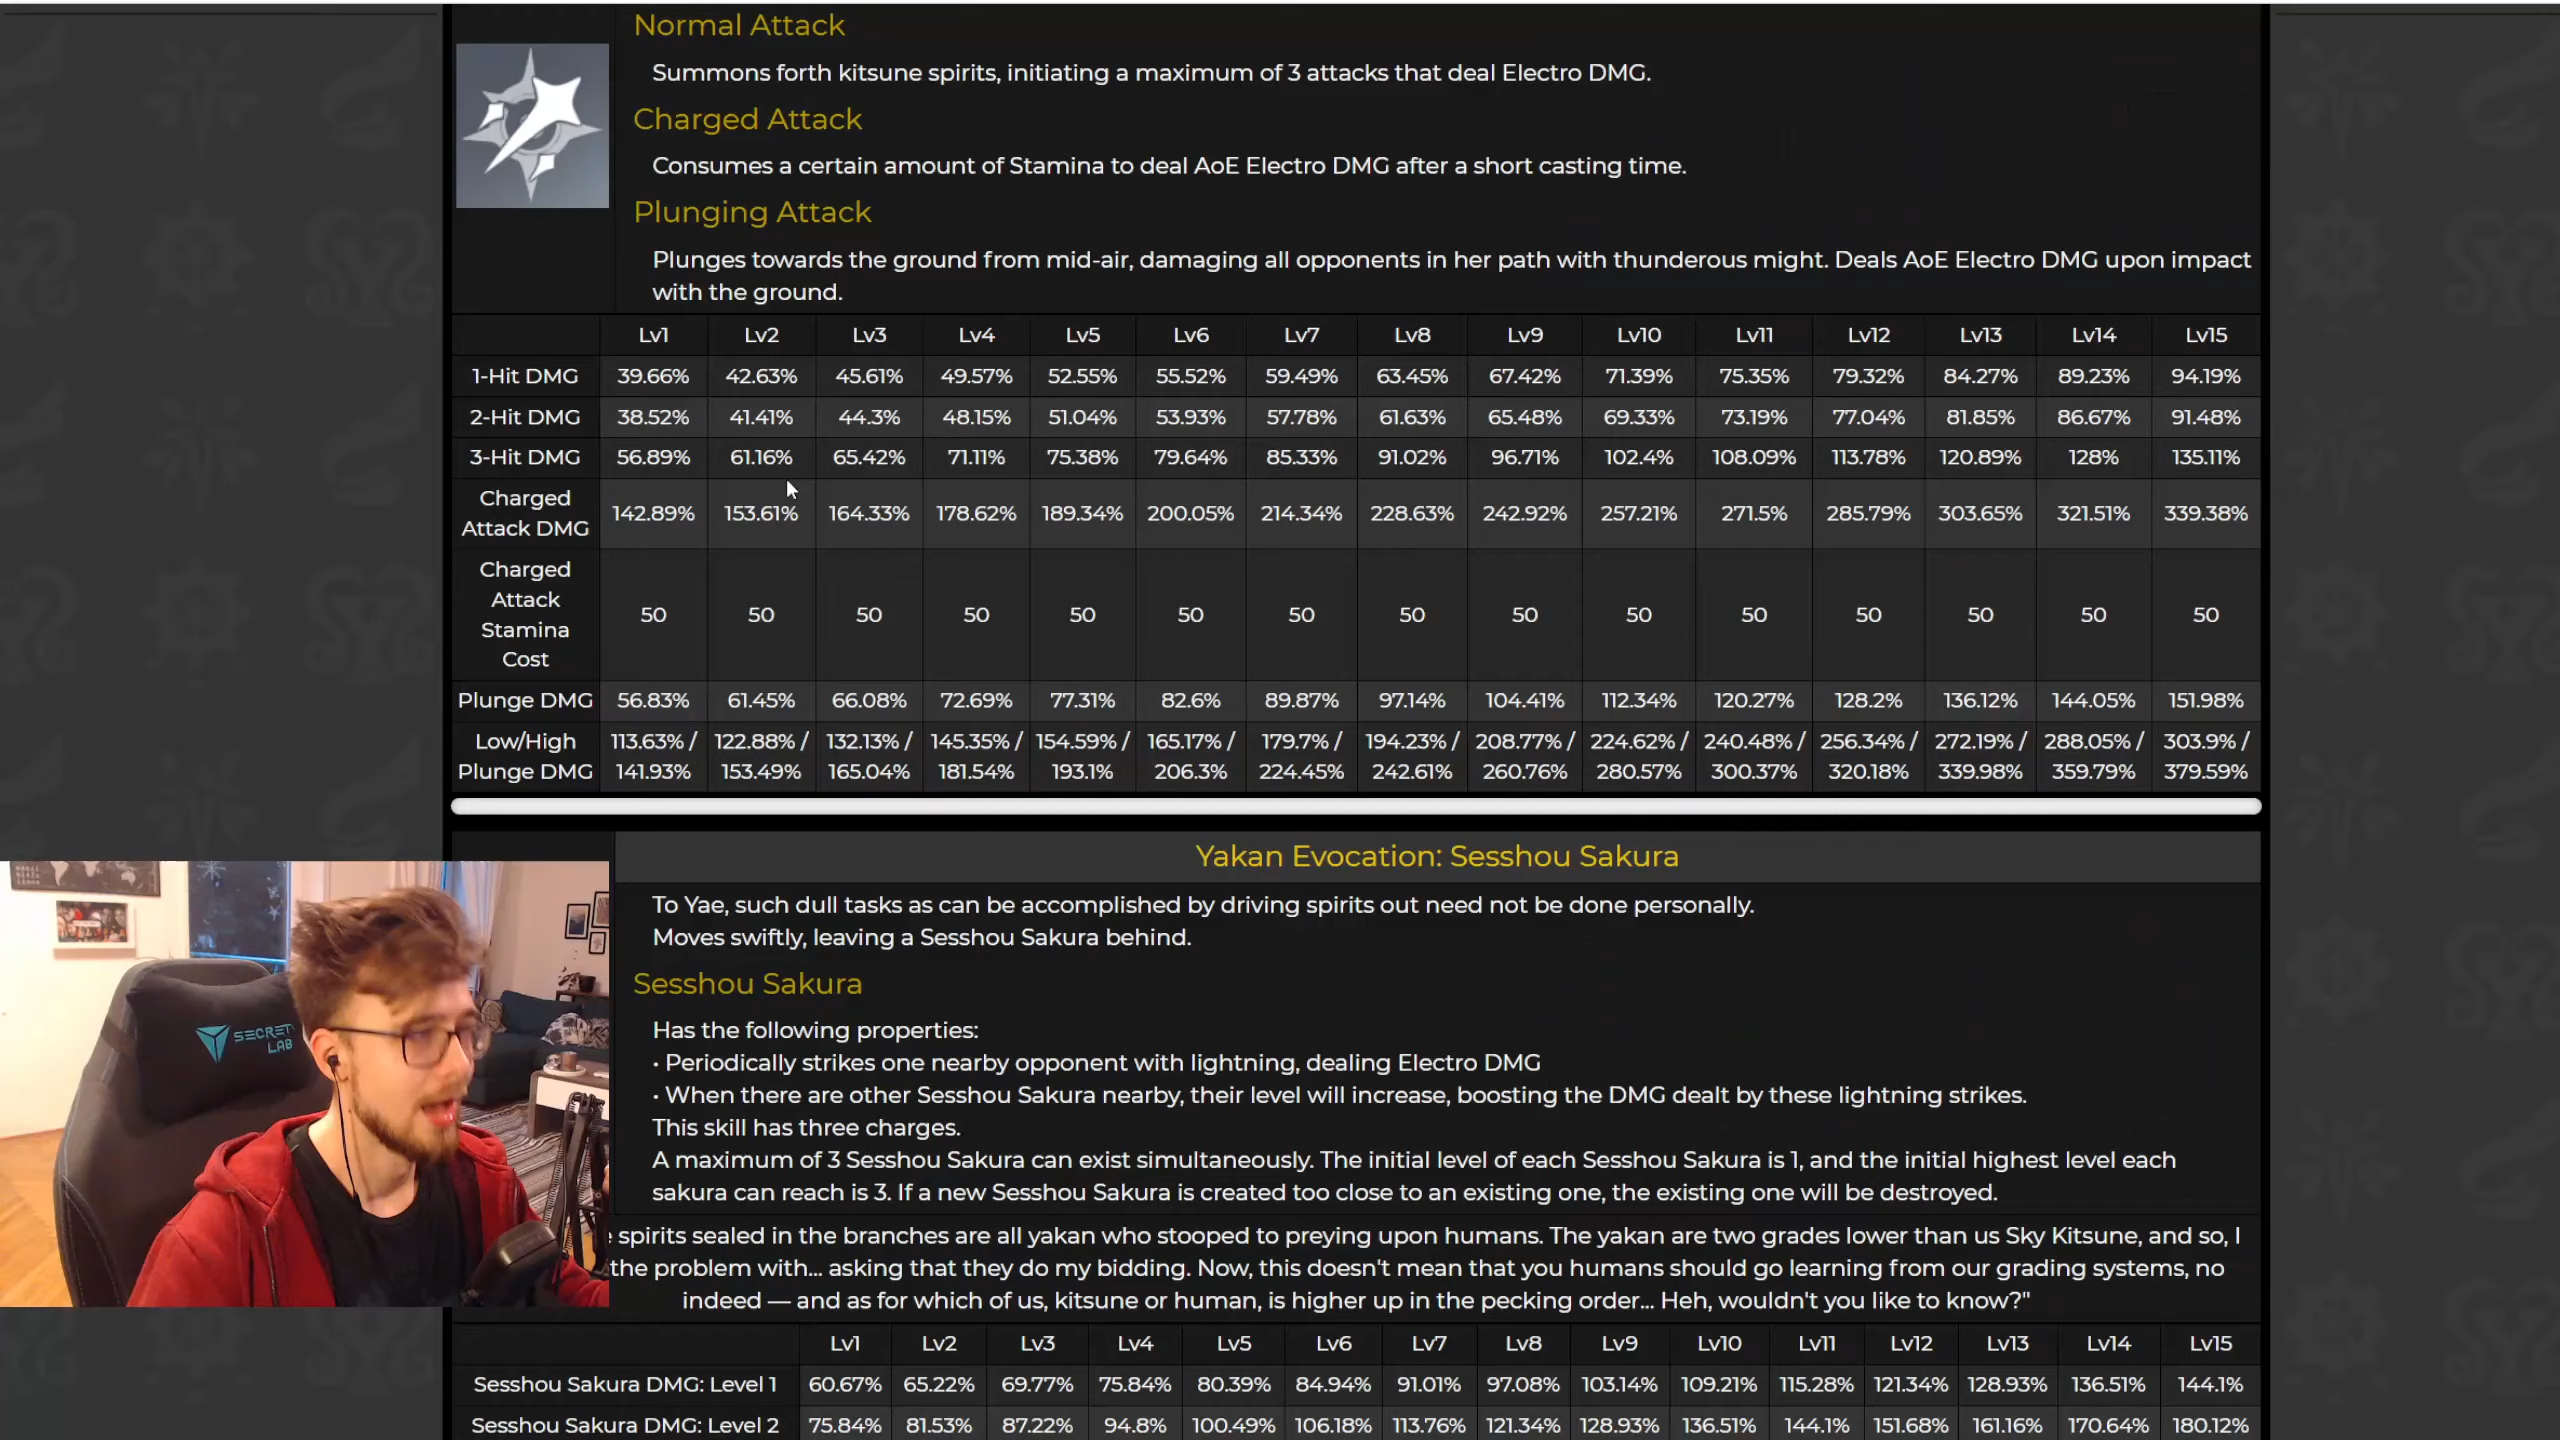 Normal Attack
Summons forth kitsune spirits, initiating a maximum of 3 attacks that deal Electro DMG.
Charged Attack
Consumes a certain amount of Stamina to deal AoE Electro DMG after a short casting time.
Plunging Attack
Plunges towards the ground from mid-air, damaging all opponents in her path with thunderous might. Deals AoE Electro DMG upon impact
with the ground.
Lv1 Lv2 Lv3 Lv4 Lv5 Lv6 Lv7 Lv8 Lv9 Lv10 Lv11 Lv12 Lv13 Lv14 Lv15
1-Hit DMG 39.66% 42.63% 45.61% 49.57% 52.55% 55.52% 59.49% 63.45% 67.42% 71.39% 75.35% 79.32% 84.27% 89.23% 94.19%
2-Hit DMG 38.52% 41.41% 44.3% 48.15% 51.04% 53.93% 57.78% 61.63% 65.48% 69.33% 73.19% 77.04% 81.85% 86.67% 91.48%
3-Hit DMG 56.89% 61.16% 65.42% 71.11% 75.38% 79.64% 85.33% 91.02% 96.71% 102.4% 108.09% 113.78% 120.89% 128% 135.11%
Charged
Attack DMG 142.89% 153.61% 164.33% 178.62% 189.34% 200.05% 214.34% 228.63% 242.92% 257.21% 271.5% 285.79% 303.65% 321.51% 339.38%
Charged
Attack
Stamina
Cost 50 50 50 50 50 50 50 50 50 50 50 50 50 50 50
Plunge DMG 56.83% 61.45% 66.08% 72.69% 77.31% 82.6% 89.87% 97.14% 104.41% 112.34% 120.27% 128.2% 136.12% 144.05% 151.98%
Low/High 113.63% / 122.88% / 132.13% / 145.35% / 154.59% / 165.17% / 179.7% / 194.23% / 208.77% / 224.62% / 240.48% / 256.34% / 272.19% / 288.05% / 303.9% /
Plunge DMG 141.93% 153.49% 165.04% 181.54% 193.1% 206.3% 224.45% 242.61% 260.76% 280.57% 300.37% 320.18% 339.98% 359.79% 379.59%
Yakan Evocation: Sesshou Sakura
To Yae, such dull tasks as can be accomplished by driving spirits out need not be done personally.
Moves swiftly, leaving a Sesshou Sakura behind.
Sesshou Sakura
Has the following properties:
• Periodically strikes one nearby opponent with lightning, dealing Electro DMG
• When there are other Sesshou Sakura nearby, their level will increase, boosting the DMG dealt by these lightning strikes.
This skill has three charges.
A maximum of 3 Sesshou Sakura can exist simultaneously. The initial level of each Sesshou Sakura is 1, and the initial highest level each
sakura can reach is 3. If a new Sesshou Sakura is created too close to an existing one, the existing one will be destroyed.
spirits sealed in the branches are all yakan who stooped to preying upon humans. The yakan are two grades lower than us Sky Kitsune, and so, I
the problem with... asking that they do my bidding. Now, this doesn't mean that you humans should go learning from our grading systems, no
indeed — and as for which of us, kitsune or human, is higher up in the pecking order... Heh, wouldn't you like to know?"
Lv1 Lv2 Lv3 Lv4 Lv5 Lv6 Lv7 Lv8 Lv9 Lv10 Lv11 Lv12 Lv13 Lv14 Lv15
Sesshou Sakura DMG: Level 1 60.67% 65.22% 69.77% 75.84% 80.39% 84.94% 91.01% 97.08% 103.14% 109.21% 115.28% 121.34% 128.93% 136.51% 144.1%
Sesshou Sakura DMG: Level 2 75.84% 81.53% 87.22% 94.8% 100.49% 106.18% 113.76% 121.34% 128.93% 136.51% 144.1% 151.68% 161.16% 170.64% 180.12%
SECRET
LAB